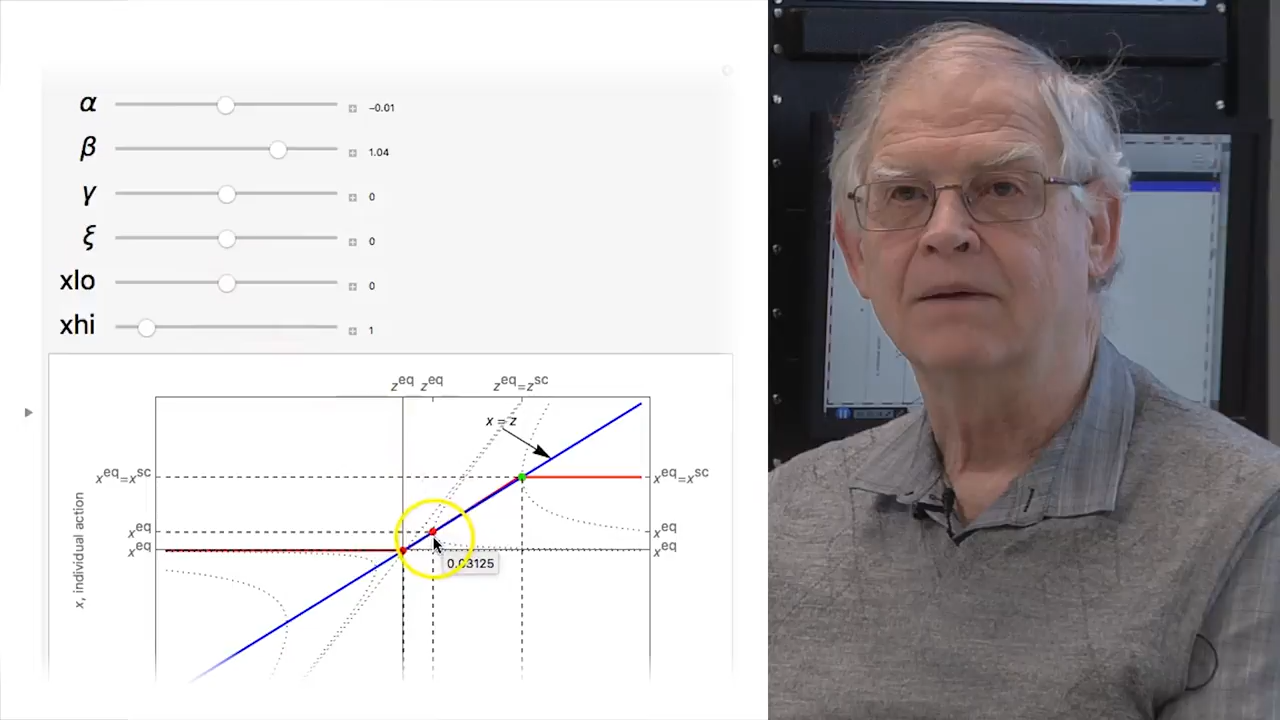 α −0.01
β 1.04
γ 0
ξ 0
xlo 0
xhi 1
z^eq z^eq z^eq=z^sc
x = z
x^eq=x^sc x^eq=x^sc
x^eq x^eq
x^eq x^eq
0.03125
x, individual action